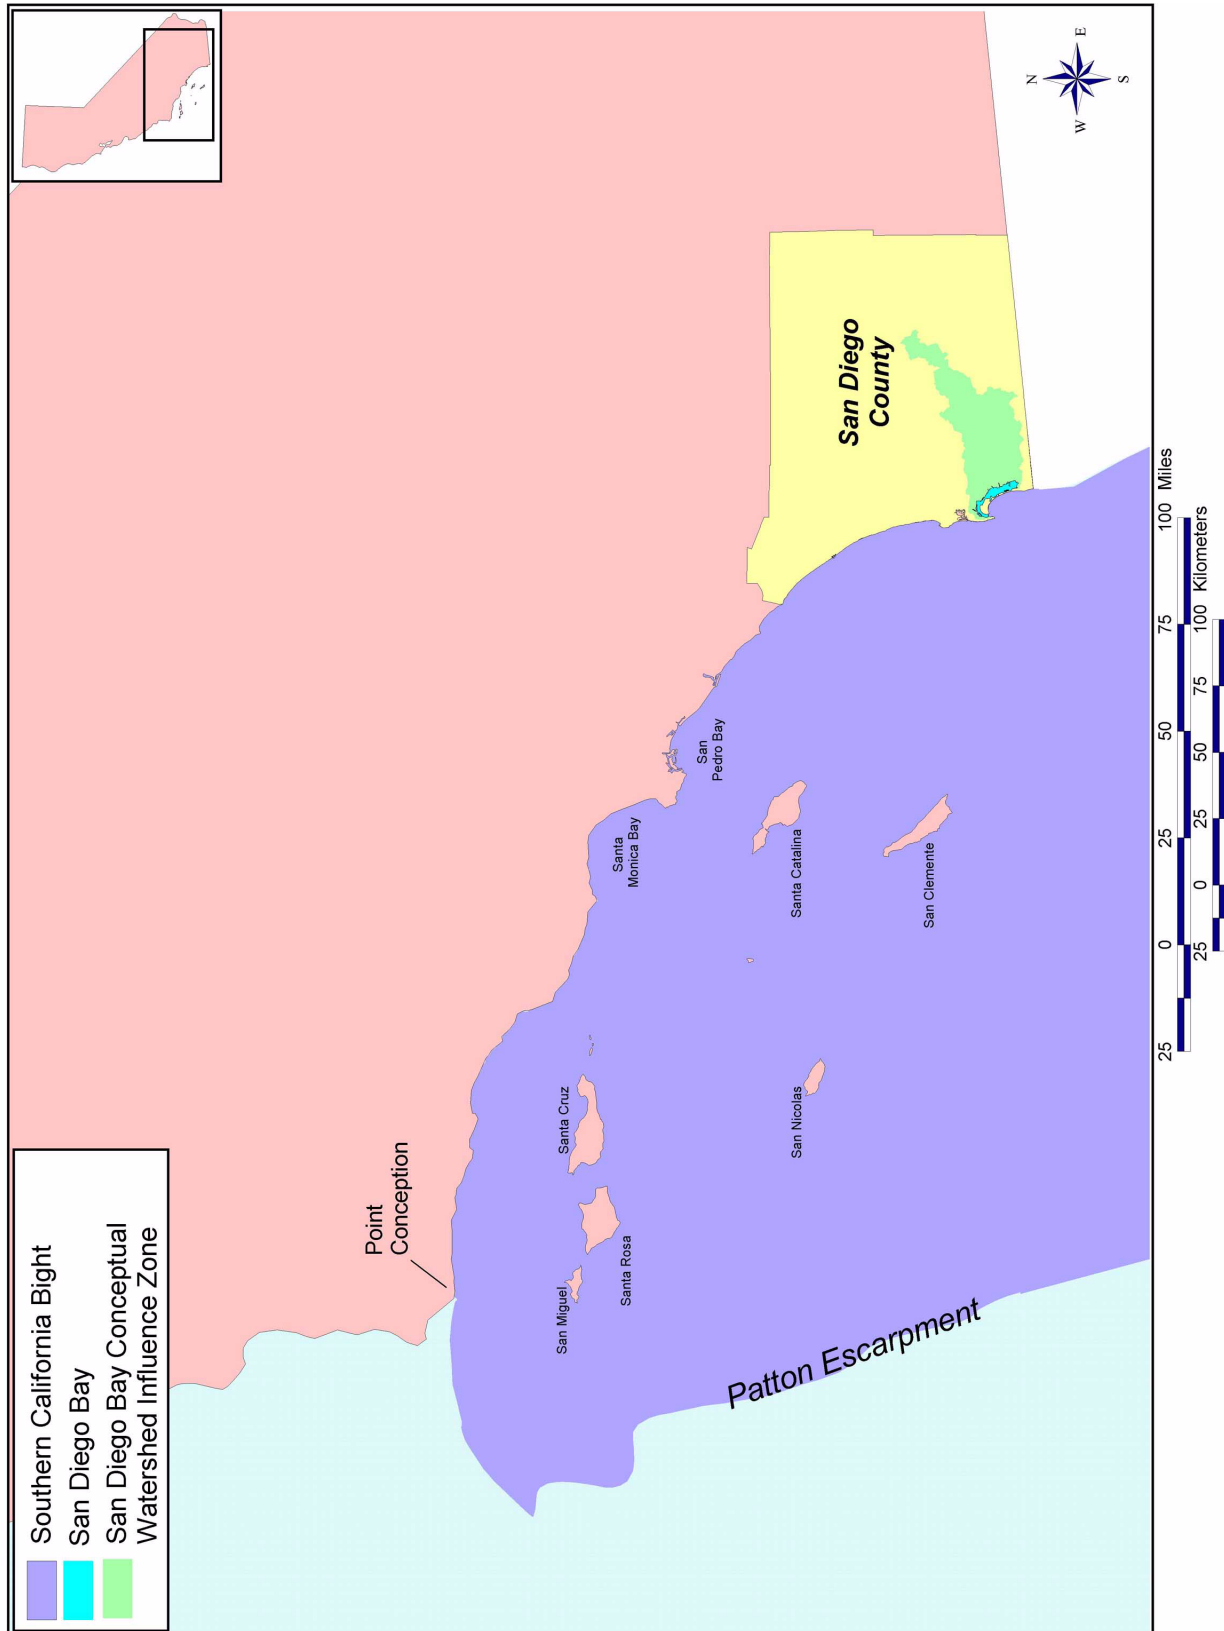 Southern California Bight
San Diego Bay
San Diego Bay Conceptual
Watershed Influence Zone
Point
Conception
San Miguel
Santa Rosa
Santa Cruz
Santa
Monica Bay
San
Pedro Bay
Santa Catalina
San Nicolas
San Clemente
San Diego
County
Patton Escarpment
N
W
E
S
25 0 25 50 75 100 Miles
25 0 25 50 75 100 Kilometers